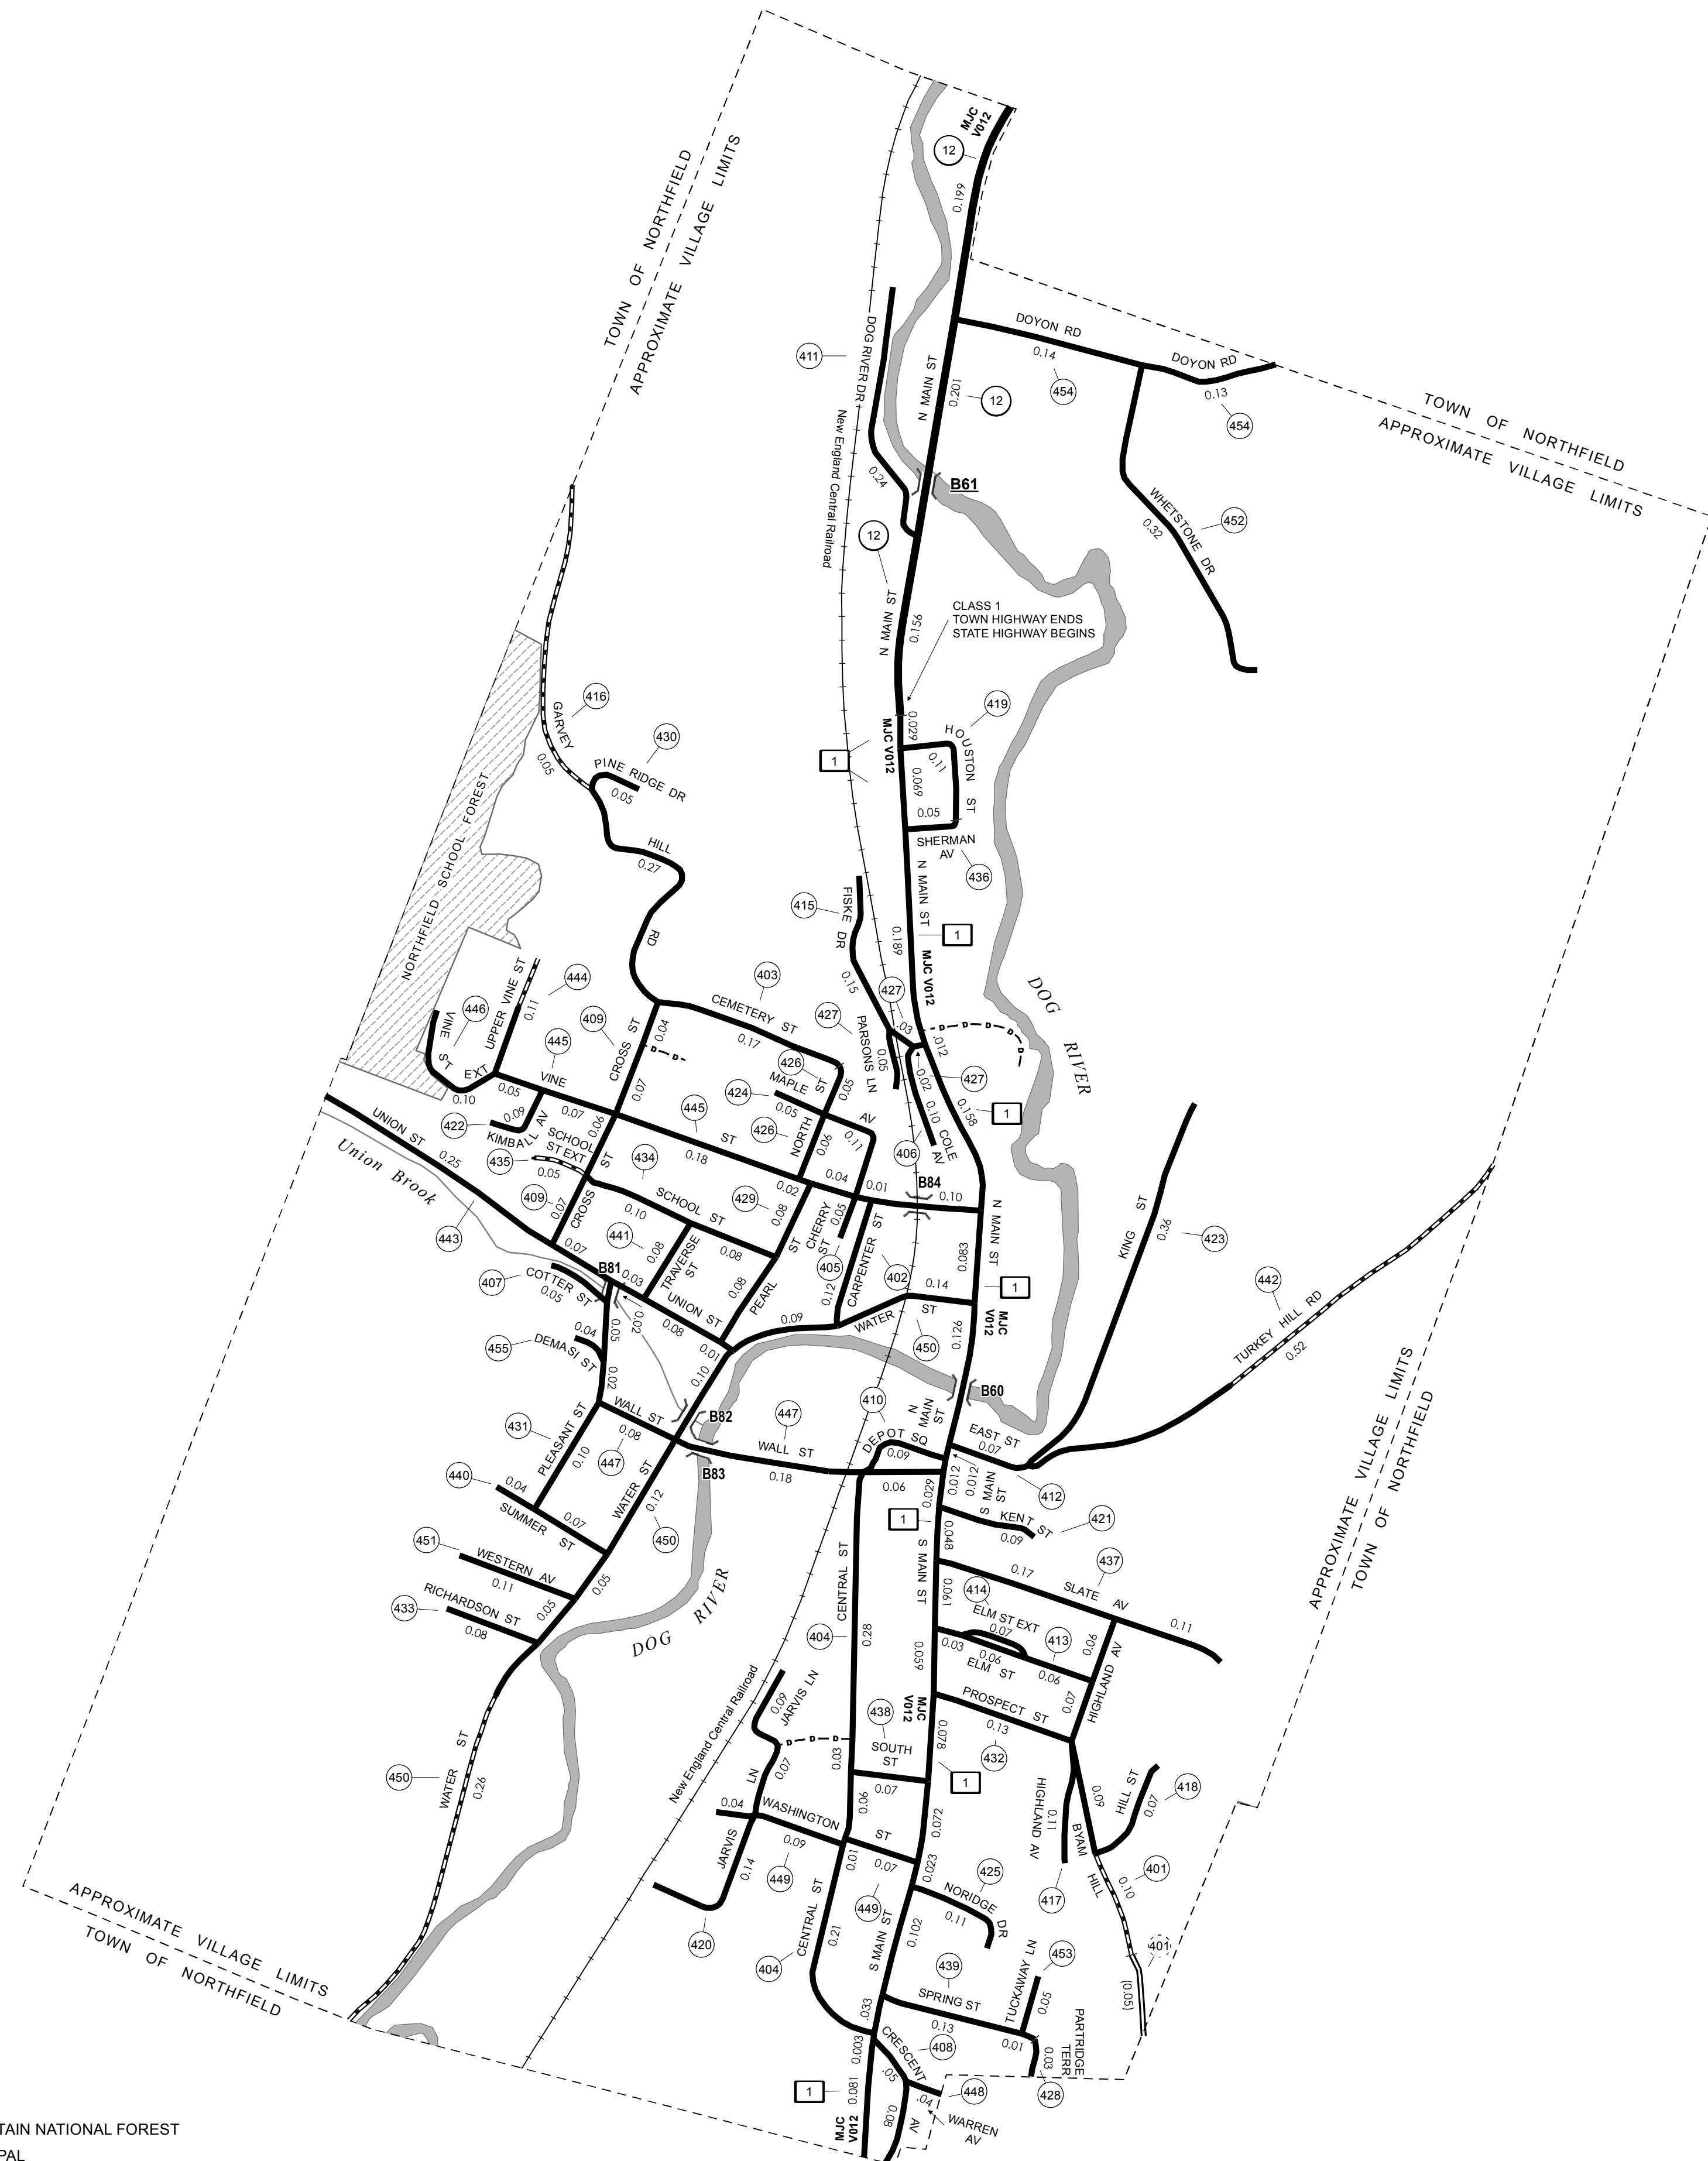 MJC
V012
12
0.199
TOWN OF NORTHFIELD
APPROXIMATE VILLAGE LIMITS
DOYON RD
0.14
454
DOYON RD
0.13
454
411
DOG RIVER DR
New England Central Railroad
N MAIN ST
0.201
12
TOWN OF NORTHFIELD
APPROXIMATE VILLAGE LIMITS
0.24
B61
12
WHETSTONE DR
0.32
452
N MAIN ST
0.156
CLASS 1
TOWN HIGHWAY ENDS
STATE HIGHWAY BEGINS
416
GARVEY
0.05
430
PINE RIDGE DR
0.05
HILL
0.27
RD
NORTHFIELD SCHOOL FOREST
0.029
MJC V012
1
419
HOUSTON ST
0.11
0.069
0.05
SHERMAN
AV
436
N MAIN ST
415
FISKE DR
0.15
0.189
1
MJC V012
427
.03
.012
DOG
RIVER
D D D
D
444
UPPER VINE ST
0.11
446
VINE
ST
EXT
0.10
445
VINE
0.05
0.07
409
CROSS ST
0.04
D D
0.07
403
CEMETERY ST
0.17
426
MAPLE
AV
424
0.05
ST
0.05
426
NORTH
0.06
0.11
427
PARSONS LN
0.05
0.02
427
0.158
1
0.10
COLE
AV
406
422
0.09
KIMBALL AV
SCHOOL
ST EXT
435
0.05
0.06
ST
445
ST
0.18
434
SCHOOL ST
0.10
0.08
0.02
0.04
0.01
B84
0.10
UNION ST
0.25
Union Brook
443
409
0.07
CROSS
441
0.08
TRAVERSE
ST
429
0.08
ST
0.08
PEARL
CHERRY
ST
0.05
405
CARPENTER ST
0.12
402
0.14
0.083
N MAIN ST
1
MJC
V012
KING ST
0.36
423
442
TURKEY HILL RD
0.52
0.07
B81
0.03
0.02
UNION ST
0.08
0.01
407
COTTER ST
0.05
0.05
455
0.04
DEMASI ST
0.02
0.09
WATER
ST
450
0.126
0.10
B60
410
N
MAIN
ST
DEPOT SQ
0.09
EAST ST
0.07
412
431
PLEASANT ST
0.10
WALL ST
0.08
447
B82
447
WALL ST
0.18
B83
0.06
0.029
0.012
0.012
S
MAIN
ST
1
KENT ST
0.09
421
440
0.04
SUMMER ST
0.07
WATER ST
0.12
450
451
WESTERN AV
0.11
0.05
RICHARDSON ST
433
0.08
0.05
DOG
RIVER
CENTRAL ST
404
0.28
0.048
S MAIN ST
0.17
437
SLATE
AV
0.11
0.061
414
ELM ST EXT
0.07
413
0.03
0.06
ELM ST
0.06
0.06
HIGHLAND AV
0.07
0.059
MJC
V012
PROSPECT ST
0.13
432
APPROXIMATE VILLAGE LIMITS
TOWN OF NORTHFIELD
New England Central Railroad
JARVIS LN
0.09
D D D
0.03
438
SOUTH
ST
0.07
0.078
1
450
WATER ST
0.26
0.07
LN
0.06
0.04
WASHINGTON
ST
0.09
449
0.01
0.07
449
0.072
0.023
HIGHLAND AV
0.11
417
0.09
BYAM
HILL
HILL ST
0.07
418
0.10
401
401
(0.05)
JARVIS
0.14
420
CENTRAL ST
0.21
404
S MAIN ST
0.102
425
NORIDGE DR
0.11
439
SPRING ST
0.13
TUCKAWAY LN
453
0.05
0.01
0.03
PARTRIDGE
TERR
428
APPROXIMATE VILLAGE LIMITS
TOWN OF NORTHFIELD
.033
0.003
CRESCENT
408
.05
448
.04
WARREN
AV
1
0.081
MJC
V012
0.08
AV
TAIN NATIONAL FOREST
PAL